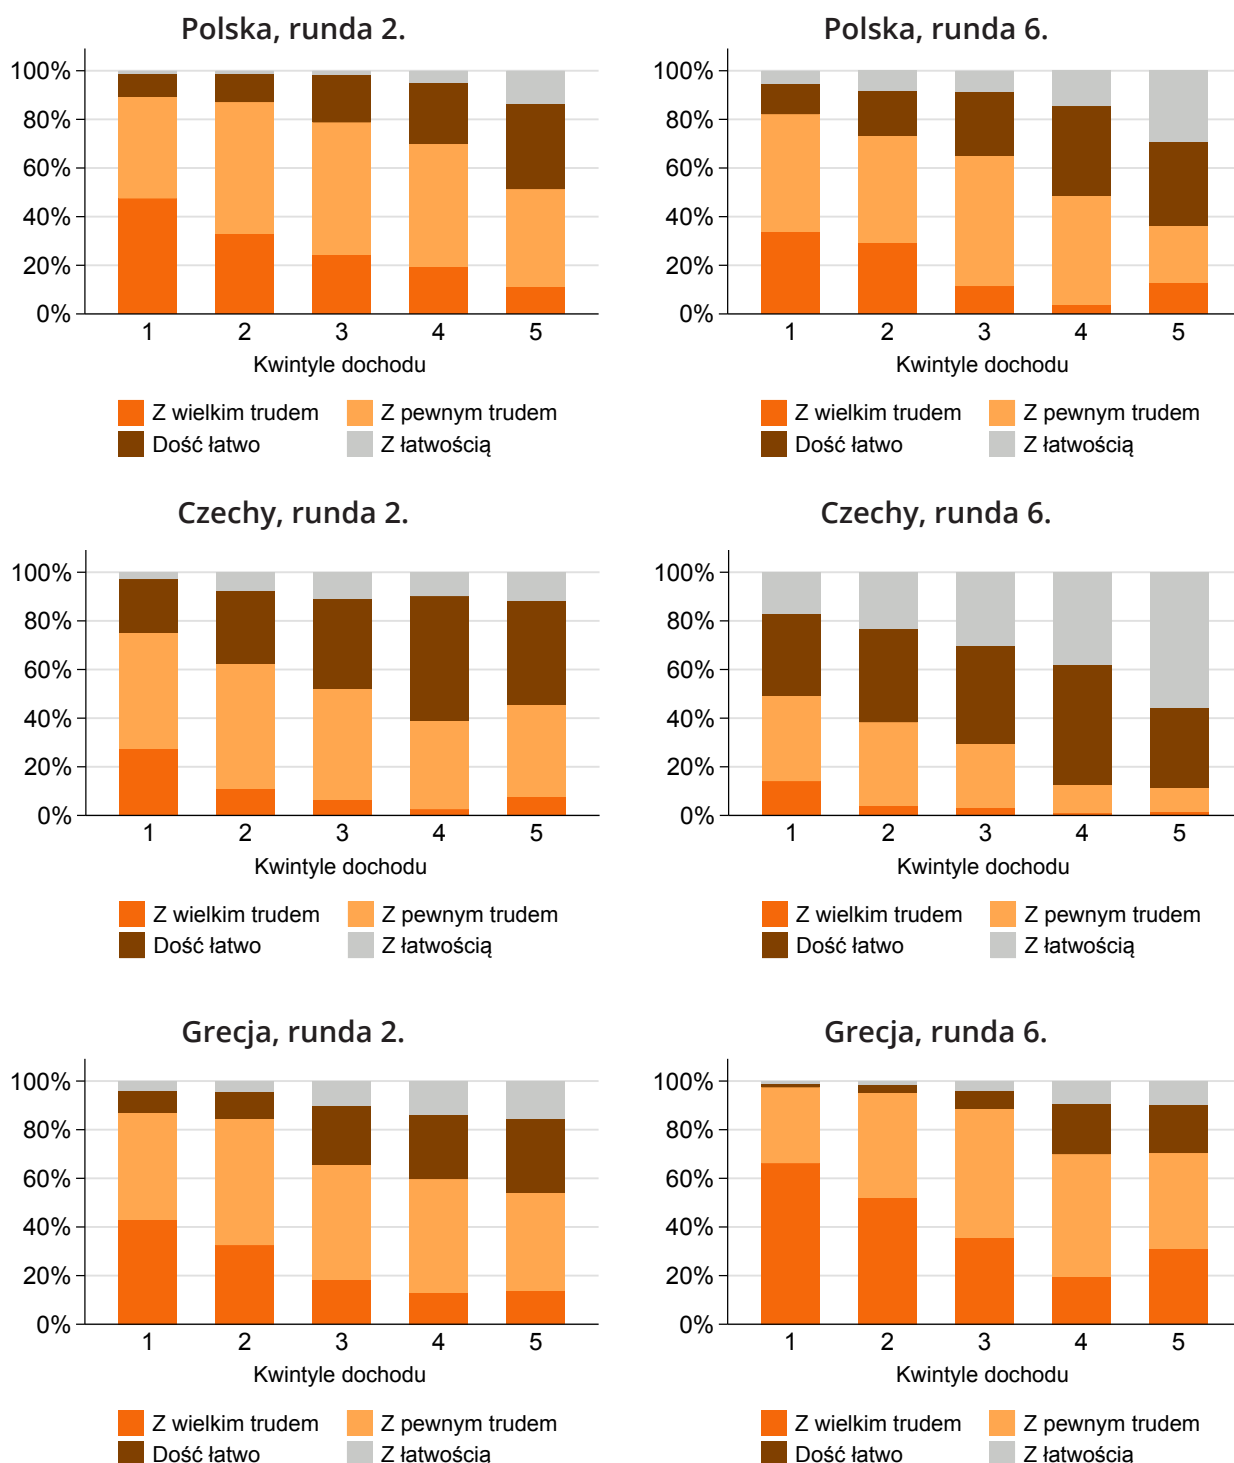 Polska, runda 2.
100%
80%
60%
40%
20%
0%
1 2 3 4 5
Kwintyle dochodu
Z wielkim trudem Z pewnym trudem
Dość łatwo Z łatwością
Polska, runda 6.
100%
80%
60%
40%
20%
0%
1 2 3 4 5
Kwintyle dochodu
Z wielkim trudem Z pewnym trudem
Dość łatwo Z łatwością
Czechy, runda 2.
100%
80%
60%
40%
20%
0%
1 2 3 4 5
Kwintyle dochodu
Z wielkim trudem Z pewnym trudem
Dość łatwo Z łatwością
Czechy, runda 6.
100%
80%
60%
40%
20%
0%
1 2 3 4 5
Kwintyle dochodu
Z wielkim trudem Z pewnym trudem
Dość łatwo Z łatwością
Grecja, runda 2.
100%
80%
60%
40%
20%
0%
1 2 3 4 5
Kwintyle dochodu
Z wielkim trudem Z pewnym trudem
Dość łatwo Z łatwością
Grecja, runda 6.
100%
80%
60%
40%
20%
0%
1 2 3 4 5
Kwintyle dochodu
Z wielkim trudem Z pewnym trudem
Dość łatwo Z łatwością